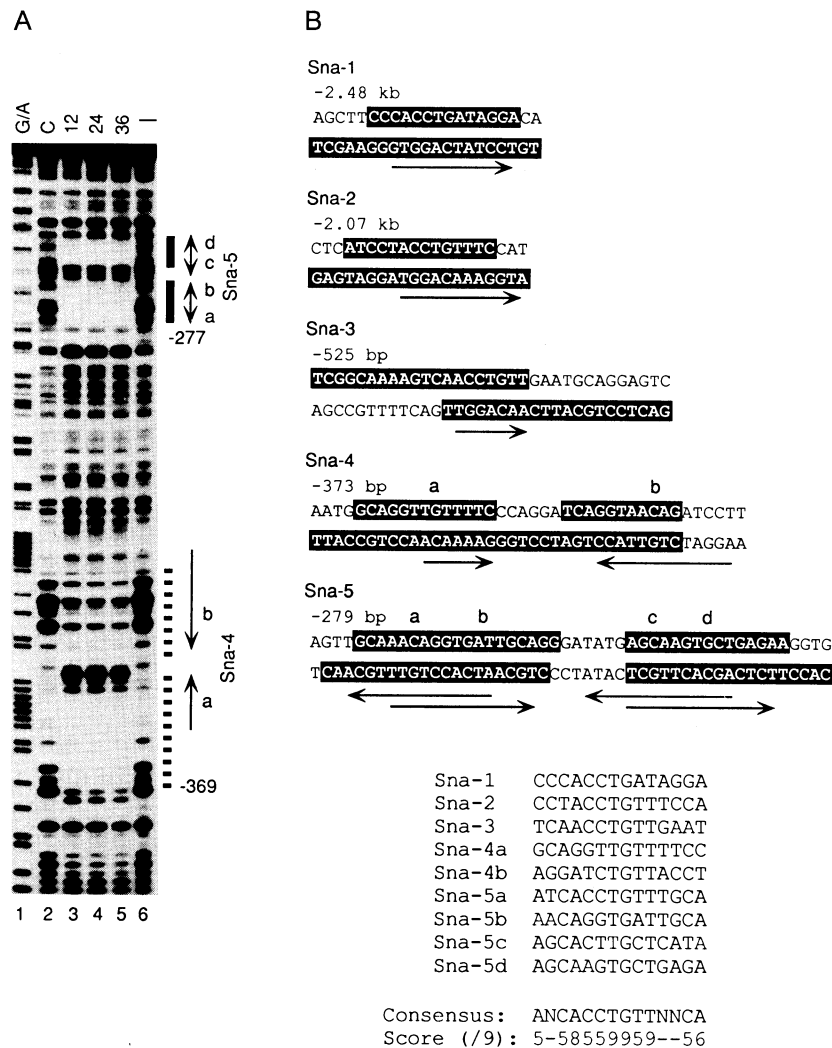 A
B
G/A C 12 24 36 —
d
c
b
a
Sna-5
-277
b
a
Sna-4
-369
1 2 3 4 5 6
Sna-1
-2.48 kb
AGCTTCCCACCTGATAGGACA
TCGAAGGGTGGACTATCCTGT
Sna-2
-2.07 kb
CTCATCCTACCTGTTTCCAT
GAGTAGGATGGACAAAGGTA
Sna-3
-525 bp
TCGGCAAAAGTCAACCTGTTGAATGCAGGAGTC
AGCCGTTTTCAGTTGGACAACTTACGTCCTCAG
Sna-4
-373 bp a b
AATGGCAGGTTGTTTTCCCAGGATCAGGTAACAGATCCTT
TTACCGTCCAACAAAAGGGTCCTAGTCCATTGTCTAGGAA
Sna-5
-279 bp a b c d
AGTTGCAAACAGGTGATTGCAGGGATATGAGCAAGTGCTGAGAAGGTG
TCAACGTTTGTCCACTAACGTCCCTATACTCGTTCACGACTCTTCCAC
Sna-1 CCCACCTGATAGGA
Sna-2 CCTACCTGTTTCCA
Sna-3 TCAACCTGTTGAAT
Sna-4a GCAGGTTGTTTTCC
Sna-4b AGGATCTGTTACCT
Sna-5a ATCACCTGTTTGCA
Sna-5b AACAGGTGATTGCA
Sna-5c AGCACTTGCTCATA
Sna-5d AGCAAGTGCTGAGA
Consensus: ANCACCTGTTNNCA
Score (/9): 5-58559959--56